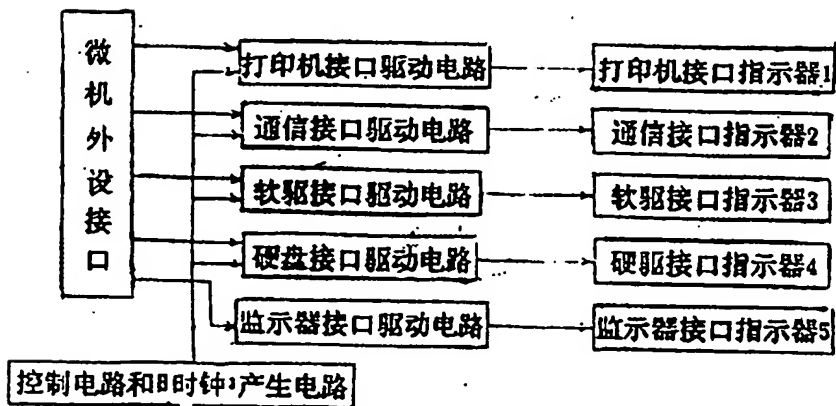 微机外设接口
打印机接口驱动电路
打印机接口指示器1
通信接口驱动电路
通信接口指示器2
软驱接口驱动电路
软驱接口指示器3
硬盘接口驱动电路
硬驱接口指示器4
监示器接口驱动电路
监示器接口指示器5
控制电路和时钟产生电路